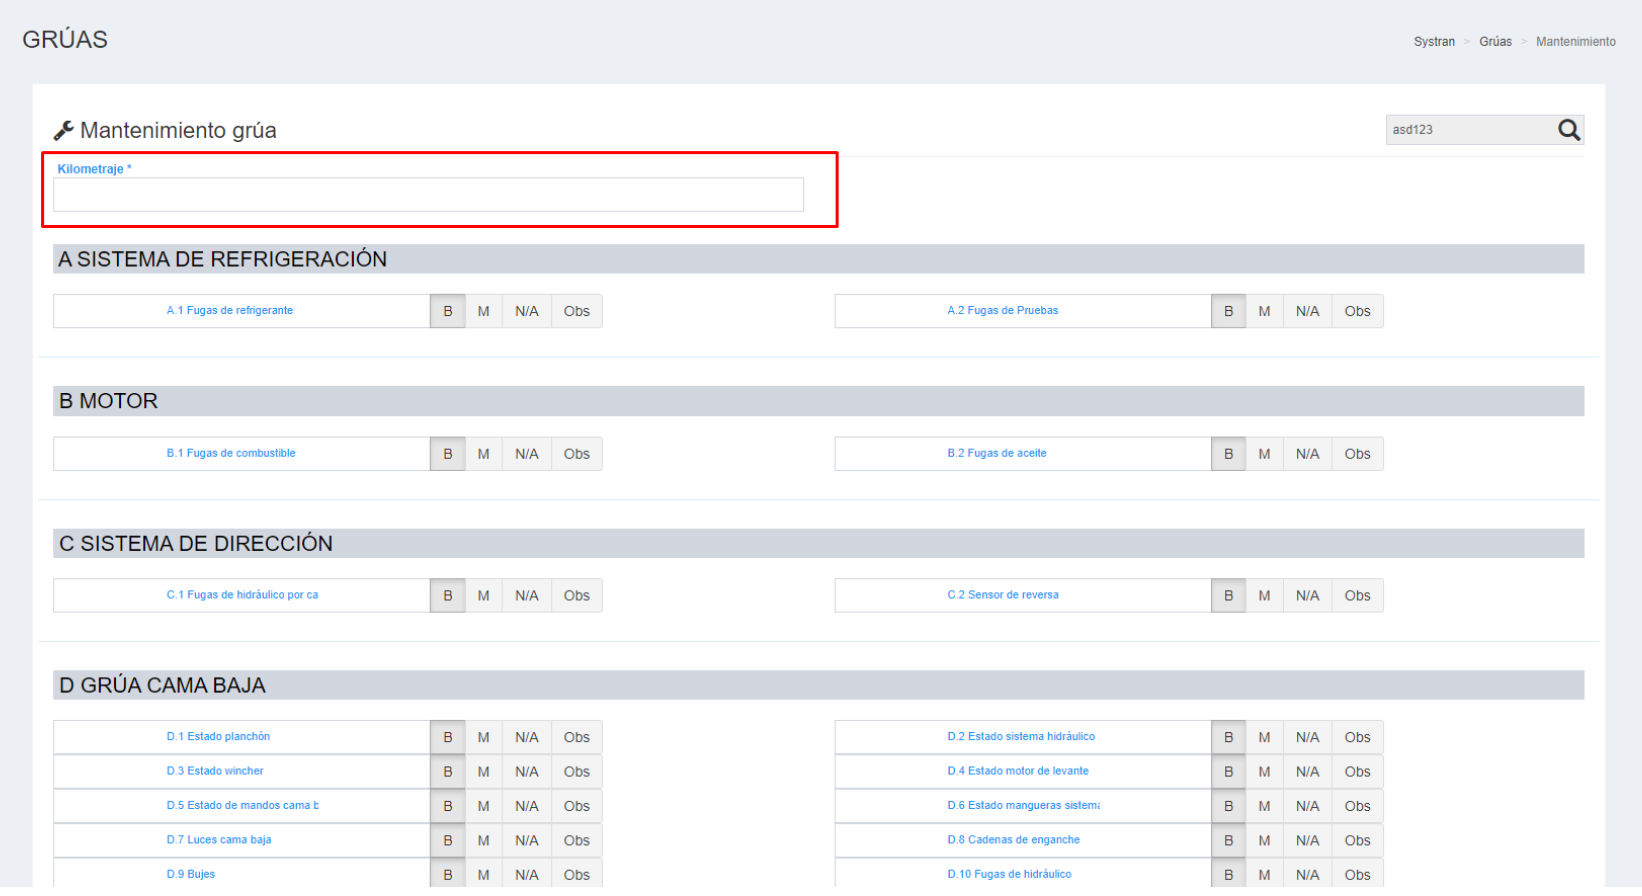 GRÚAS
Systran > Grúas > Mantenimiento
Mantenimiento grúa
asd123
Kilometraje *
A SISTEMA DE REFRIGERACIÓN
A.1 Fugas de refrigerante B M N/A Obs
A.2 Fugas de Pruebas B M N/A Obs
B MOTOR
B.1 Fugas de combustible B M N/A Obs
B.2 Fugas de aceite B M N/A Obs
C SISTEMA DE DIRECCIÓN
C.1 Fugas de hidráulico por ca B M N/A Obs
C.2 Sensor de reversa B M N/A Obs
D GRÚA CAMA BAJA
D.1 Estado planchón B M N/A Obs
D.2 Estado sistema hidráulico B M N/A Obs
D.3 Estado wincher B M N/A Obs
D.4 Estado motor de levante B M N/A Obs
D.5 Estado de mandos cama b B M N/A Obs
D.6 Estado mangueras sistema B M N/A Obs
D.7 Luces cama baja B M N/A Obs
D.8 Cadenas de enganche B M N/A Obs
D.9 Bujes B M N/A Obs
D.10 Fugas de hidráulico B M N/A Obs